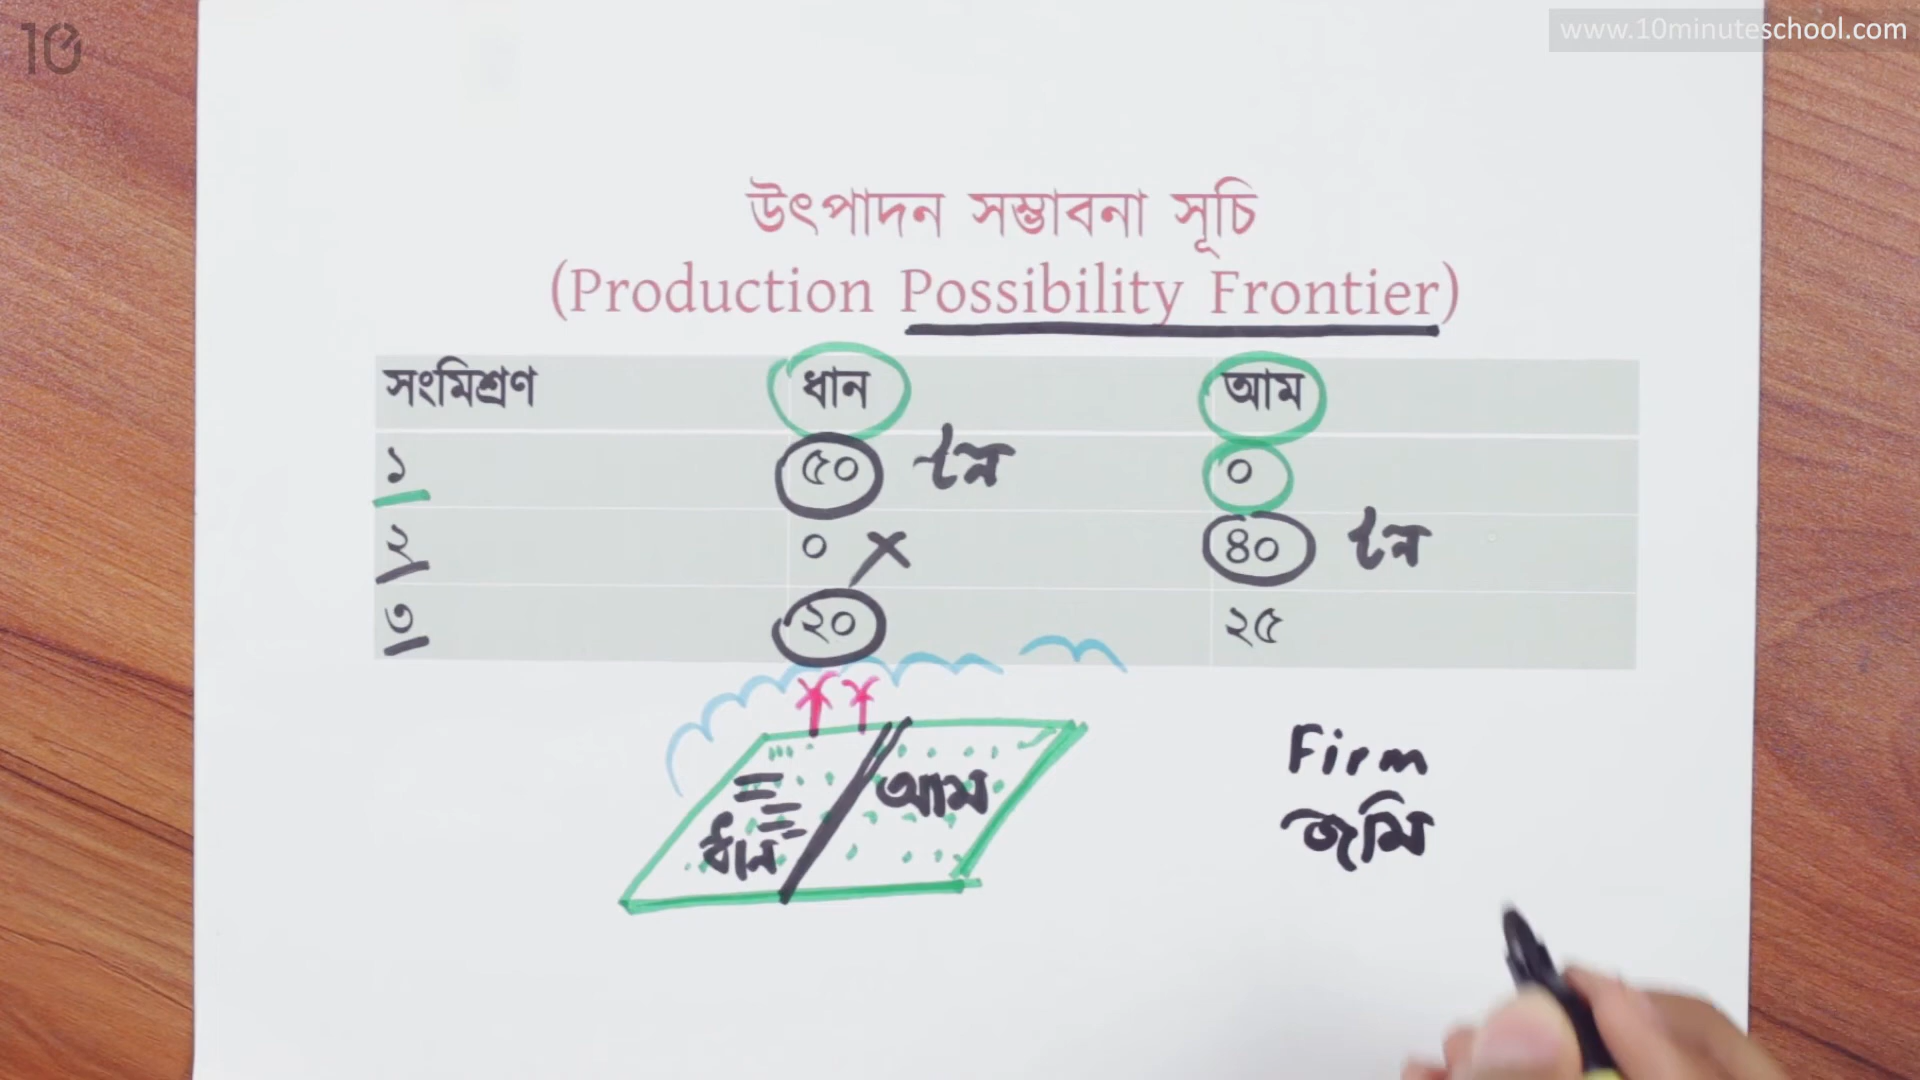 10
www.10minuteschool.com
উৎপাদন সম্ভাবনা সূচি
(Production Possibility Frontier)
সংমিশ্রণ ধান আম
১ ৫০ টন ০
২ ০ × ৪০ টন
৩ ২০ ২৫
ধান আম
Firm
জমি